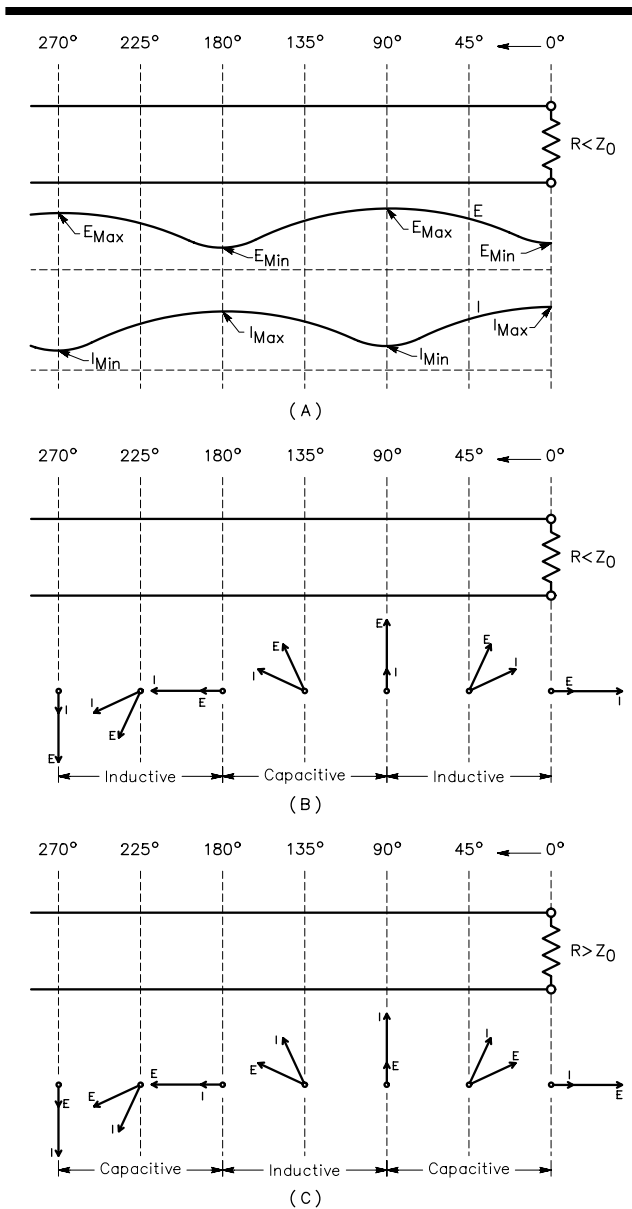 270° 225° 180° 135° 90° 45° 0°
R<Z0
E
EMax EMax
EMin EMin
I
IMax IMax
IMin IMin
(A)
270° 225° 180° 135° 90° 45° 0°
R<Z0
E E E
I I I I E
I E I
E E I
Inductive Capacitive Inductive
(B)
270° 225° 180° 135° 90° 45° 0°
R>Z0
I I I
E E E E I
E I E
I I E
Capacitive Inductive Capacitive
(C)